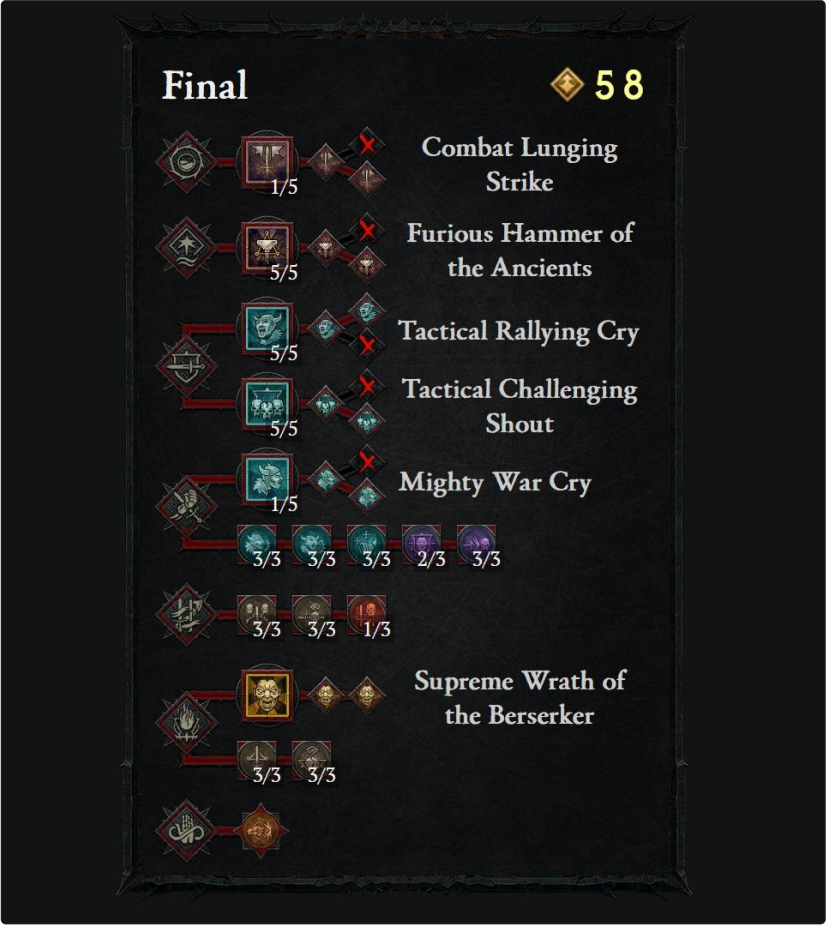 Final 58
Combat Lunging
Strike
1/5
Furious Hammer of
the Ancients
5/5
Tactical Rallying Cry
5/5
Tactical Challenging
Shout
5/5
Mighty War Cry
1/5
3/3 3/3 3/3 2/3 3/3
3/3 3/3 1/3
Supreme Wrath of
the Berserker
3/3 3/3